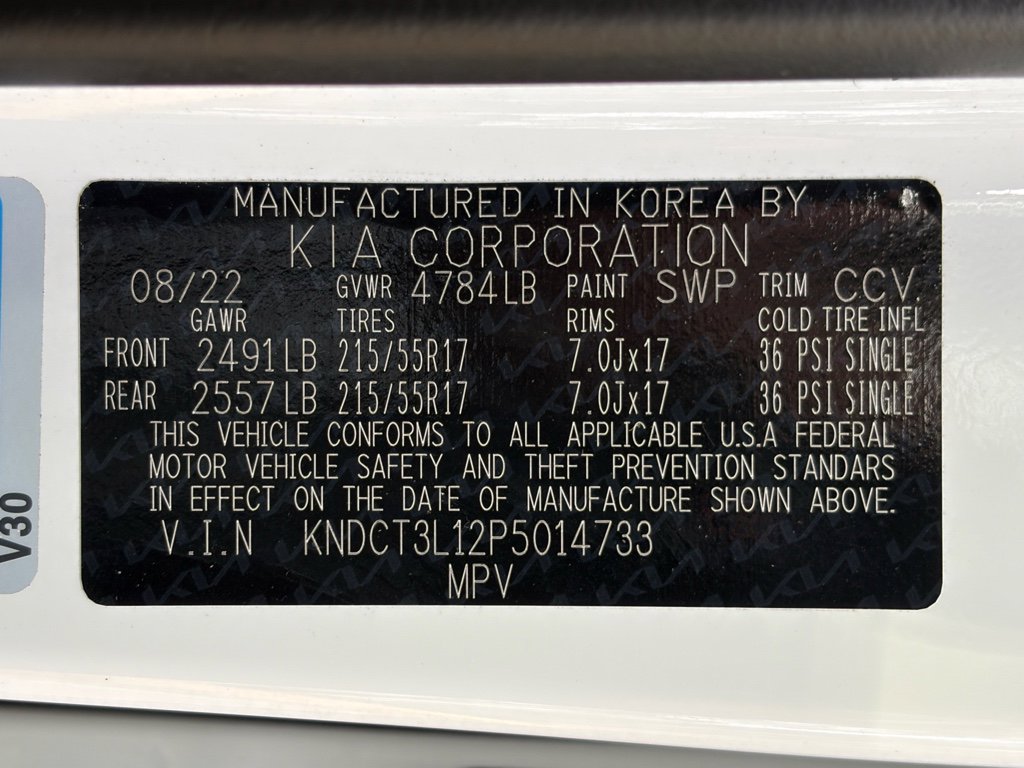 MANUFACTURED IN KOREA BY
KIA CORPORATION
08/22 GVWR 4784LB PAINT SWP TRIM CCV.
GAWR TIRES RIMS COLD TIRE INFL
FRONT 2491LB 215/55R17 7.0Jx17 36 PSI SINGLE
REAR 2557LB 215/55R17 7.0Jx17 36 PSI SINGLE
THIS VEHICLE CONFORMS TO ALL APPLICABLE U.S.A FEDERAL
MOTOR VEHICLE SAFETY AND THEFT PREVENTION STANDARS
IN EFFECT ON THE DATE OF MANUFACTURE SHOWN ABOVE.
V.I.N KNDCT3L12P5014733
MPV
V30